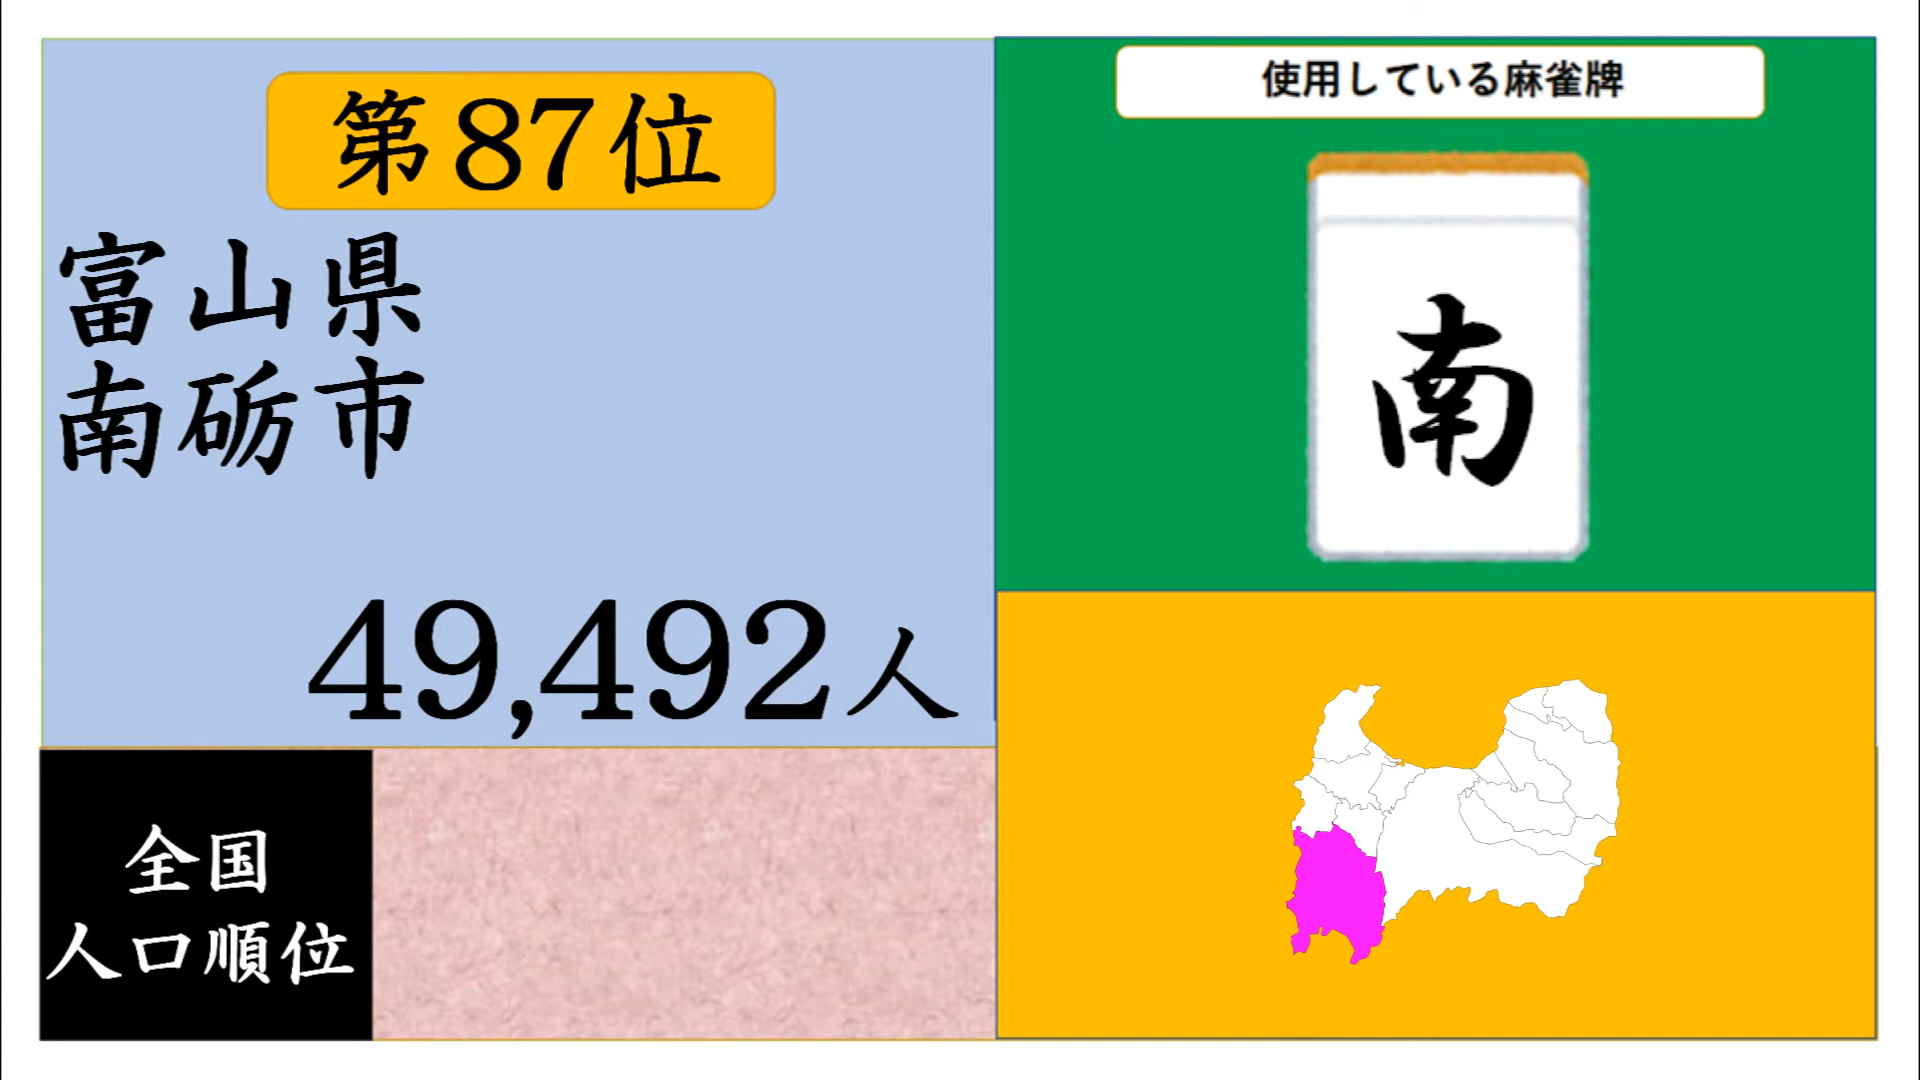 第87位
富山県
南砺市
49,492人
全国
人口順位
使用している麻雀牌
南